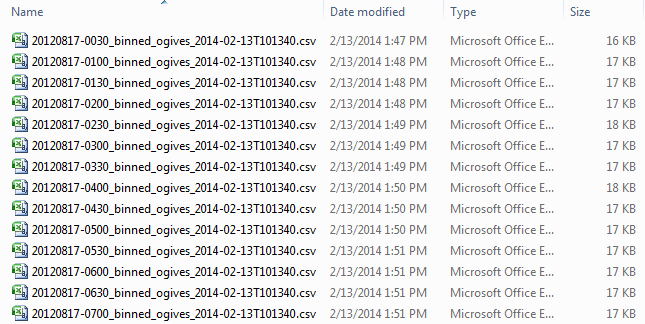 Name Date modified Type Size
20120817-0030_binned_ogives_2014-02-13T101340.csv 2/13/2014 1:47 PM Microsoft Office E... 16 KB
20120817-0100_binned_ogives_2014-02-13T101340.csv 2/13/2014 1:48 PM Microsoft Office E... 17 KB
20120817-0130_binned_ogives_2014-02-13T101340.csv 2/13/2014 1:48 PM Microsoft Office E... 17 KB
20120817-0200_binned_ogives_2014-02-13T101340.csv 2/13/2014 1:48 PM Microsoft Office E... 17 KB
20120817-0230_binned_ogives_2014-02-13T101340.csv 2/13/2014 1:49 PM Microsoft Office E... 18 KB
20120817-0300_binned_ogives_2014-02-13T101340.csv 2/13/2014 1:49 PM Microsoft Office E... 17 KB
20120817-0330_binned_ogives_2014-02-13T101340.csv 2/13/2014 1:49 PM Microsoft Office E... 17 KB
20120817-0400_binned_ogives_2014-02-13T101340.csv 2/13/2014 1:50 PM Microsoft Office E... 18 KB
20120817-0430_binned_ogives_2014-02-13T101340.csv 2/13/2014 1:50 PM Microsoft Office E... 17 KB
20120817-0500_binned_ogives_2014-02-13T101340.csv 2/13/2014 1:50 PM Microsoft Office E... 17 KB
20120817-0530_binned_ogives_2014-02-13T101340.csv 2/13/2014 1:51 PM Microsoft Office E... 17 KB
20120817-0600_binned_ogives_2014-02-13T101340.csv 2/13/2014 1:51 PM Microsoft Office E... 17 KB
20120817-0630_binned_ogives_2014-02-13T101340.csv 2/13/2014 1:51 PM Microsoft Office E... 17 KB
20120817-0700_binned_ogives_2014-02-13T101340.csv 2/13/2014 1:51 PM Microsoft Office E... 17 KB